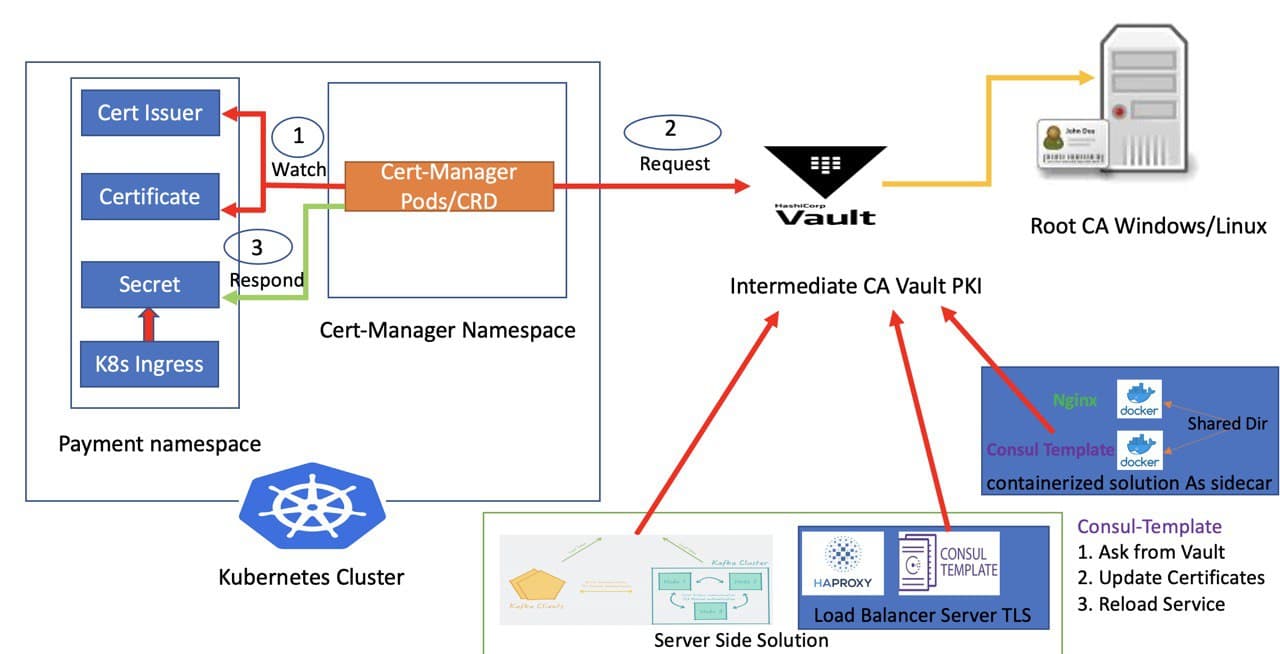 Cert Issuer
1
Watch
Certificate
Cert-Manager
Pods/CRD
2
Request
HashiCorp
Vault
John Doe
Root CA Windows/Linux
3
Respond
Secret
K8s Ingress
Cert-Manager Namespace
Payment namespace
Kubernetes Cluster
Intermediate CA Vault PKI
Nginx
docker
Shared Dir
Consul Template
docker
containerized solution As sidecar
Kafka Clients
Kafka Cluster
Node 1
Node 2
Node 3
HAPROXY
CONSUL
TEMPLATE
Load Balancer Server TLS
Server Side Solution
Consul-Template
1. Ask from Vault
2. Update Certificates
3. Reload Service